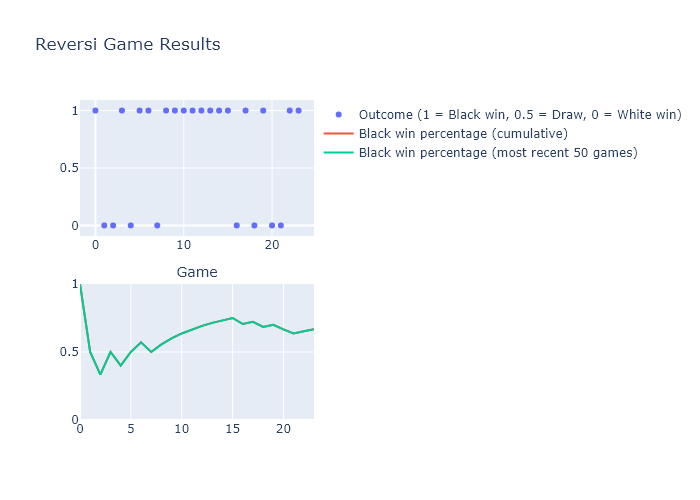 Reversi Game Results
1
0.5
0
0
10
20
Outcome (1 = Black win, 0.5 = Draw, 0 = White win)
Black win percentage (cumulative)
Black win percentage (most recent 50 games)
Game
1
0.5
0
0
5
10
15
20